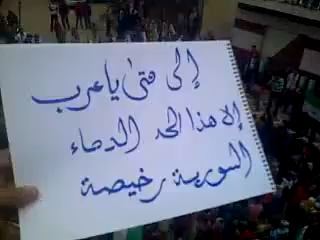 إلى متى يا عرب
إلا هذا الحد الدماء
السورية رخيصة